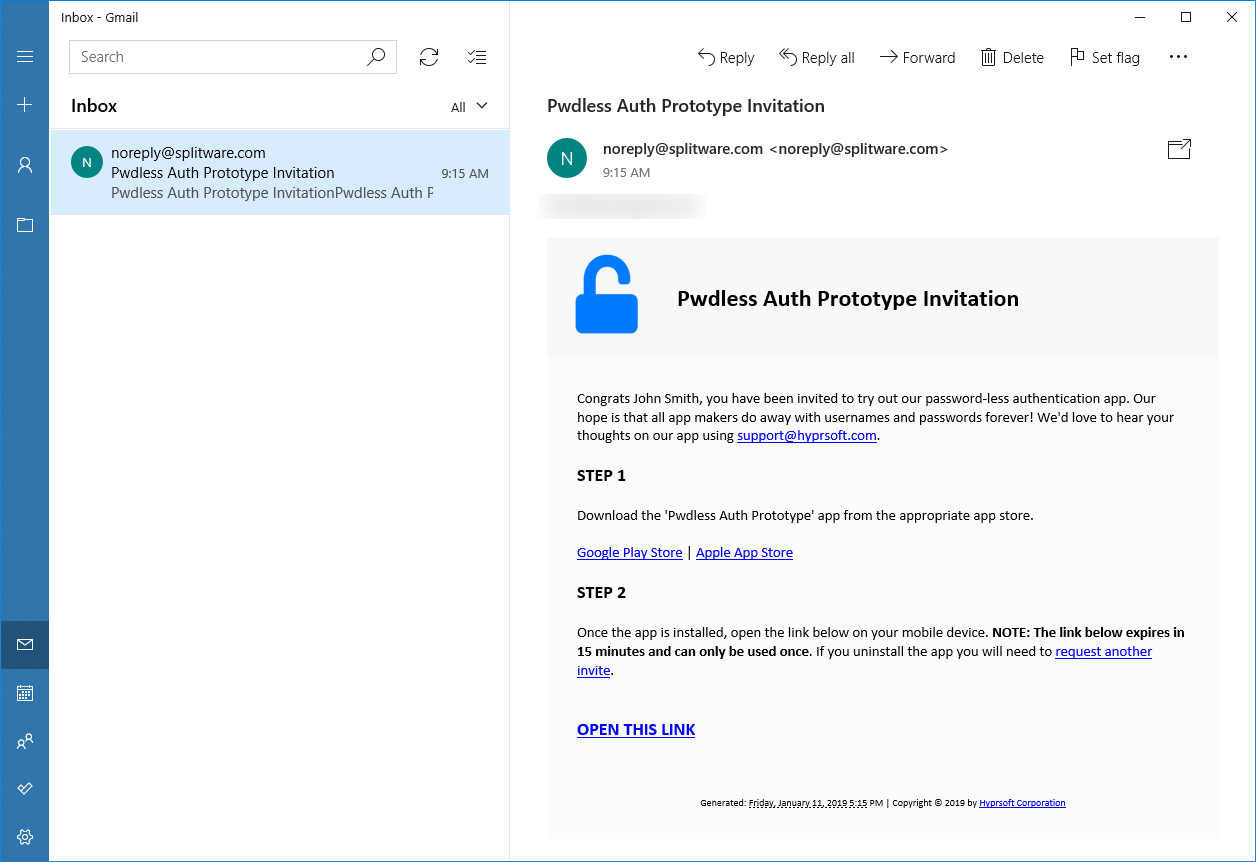 Inbox - Gmail
Search
Reply
Reply all
Forward
Delete
Set flag
Inbox
All
N
noreply@splitware.com
Pwdless Auth Prototype Invitation
9:15 AM
Pwdless Auth Prototype InvitationPwdless Auth P
Pwdless Auth Prototype Invitation
N
noreply@splitware.com <noreply@splitware.com>
9:15 AM
Pwdless Auth Prototype Invitation
Congrats John Smith, you have been invited to try out our password-less authentication app. Our
hope is that all app makers do away with usernames and passwords forever! We'd love to hear your
thoughts on our app using support@hyprsoft.com.
STEP 1
Download the 'Pwdless Auth Prototype' app from the appropriate app store.
Google Play Store | Apple App Store
STEP 2
Once the app is installed, open the link below on your mobile device. NOTE: The link below expires in
15 minutes and can only be used once. If you uninstall the app you will need to request another
invite.
OPEN THIS LINK
Generated: Friday, January 11, 2019 5:15 PM | Copyright © 2019 by Hyprsoft Corporation